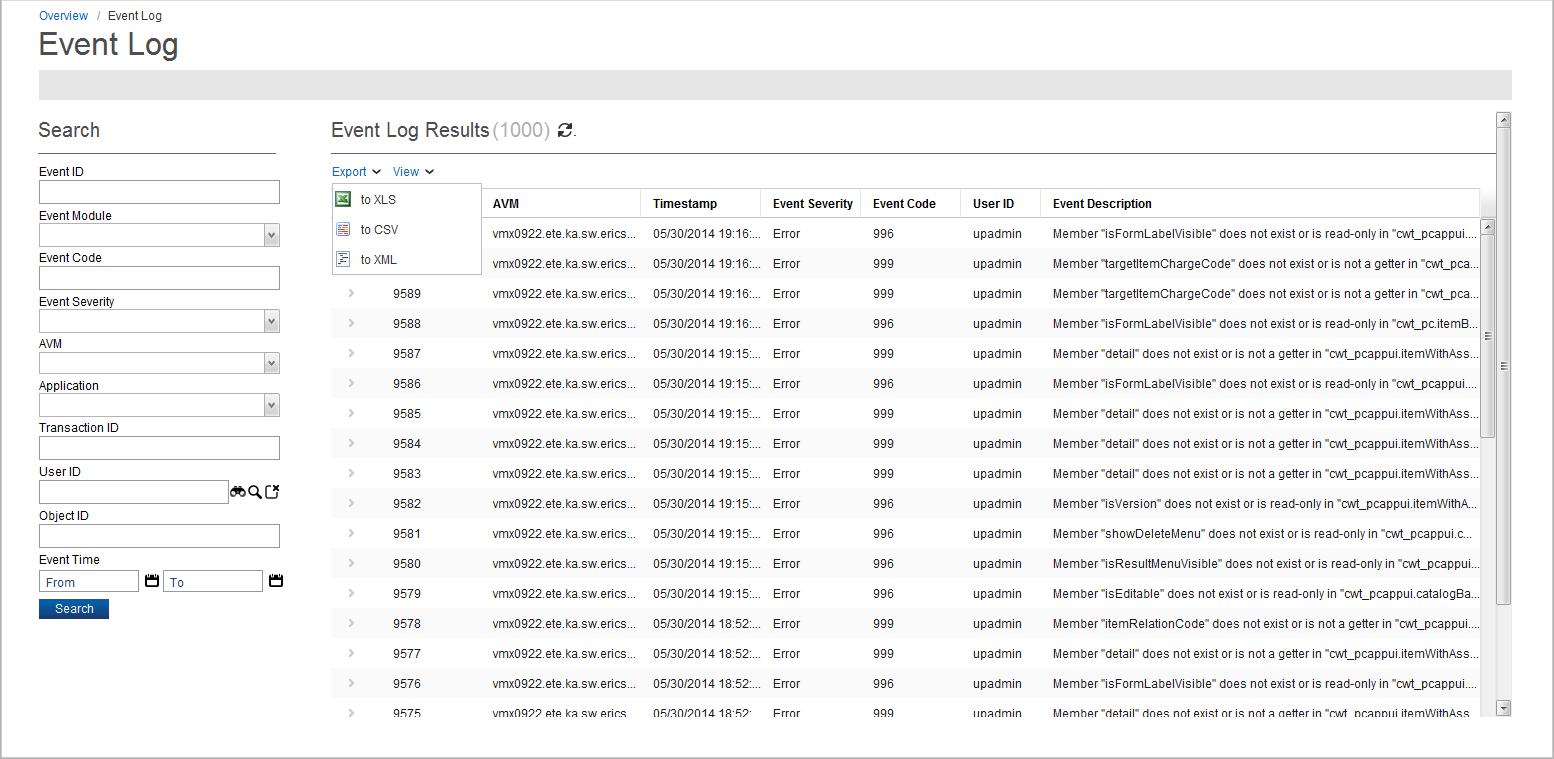 Overview / Event Log
Event Log
Search
Event ID
Event Module
Event Code
Event Severity
AVM
Application
Transaction ID
User ID
Object ID
Event Time
From To
Search
Event Log Results (1000)
Export View
to XLS
to CSV
to XML
AVM Timestamp Event Severity Event Code User ID Event Description
vmx0922.ete.ka.sw.erics... 05/30/2014 19:16:... Error 996 upadmin Member "isFormLabelVisible" does not exist or is read-only in "cwt_pcappui....
vmx0922.ete.ka.sw.erics... 05/30/2014 19:16:... Error 999 upadmin Member "targetItemChargeCode" does not exist or is not a getter in "cwt_pca...
9589 vmx0922.ete.ka.sw.erics... 05/30/2014 19:16:... Error 999 upadmin Member "targetItemChargeCode" does not exist or is not a getter in "cwt_pca...
9588 vmx0922.ete.ka.sw.erics... 05/30/2014 19:16:... Error 996 upadmin Member "isFormLabelVisible" does not exist or is read-only in "cwt_pc.itemB...
9587 vmx0922.ete.ka.sw.erics... 05/30/2014 19:15:... Error 999 upadmin Member "detail" does not exist or is not a getter in "cwt_pcappui.itemWithAss...
9586 vmx0922.ete.ka.sw.erics... 05/30/2014 19:15:... Error 996 upadmin Member "isFormLabelVisible" does not exist or is read-only in "cwt_pcappui....
9585 vmx0922.ete.ka.sw.erics... 05/30/2014 19:15:... Error 999 upadmin Member "detail" does not exist or is not a getter in "cwt_pcappui.itemWithAss...
9584 vmx0922.ete.ka.sw.erics... 05/30/2014 19:15:... Error 999 upadmin Member "detail" does not exist or is not a getter in "cwt_pcappui.itemWithAss...
9583 vmx0922.ete.ka.sw.erics... 05/30/2014 19:15:... Error 999 upadmin Member "detail" does not exist or is not a getter in "cwt_pcappui.itemWithAss...
9582 vmx0922.ete.ka.sw.erics... 05/30/2014 19:15:... Error 996 upadmin Member "isVersion" does not exist or is read-only in "cwt_pcappui.itemWithA...
9581 vmx0922.ete.ka.sw.erics... 05/30/2014 19:15:... Error 996 upadmin Member "showDeleteMenu" does not exist or is read-only in "cwt_pcappui.c...
9580 vmx0922.ete.ka.sw.erics... 05/30/2014 19:15:... Error 996 upadmin Member "isResultMenuVisible" does not exist or is read-only in "cwt_pcappui....
9579 vmx0922.ete.ka.sw.erics... 05/30/2014 19:15:... Error 996 upadmin Member "isEditable" does not exist or is read-only in "cwt_pcappui.catalogBa...
9578 vmx0922.ete.ka.sw.erics... 05/30/2014 18:52:... Error 999 upadmin Member "itemRelationCode" does not exist or is not a getter in "cwt_pcappui....
9577 vmx0922.ete.ka.sw.erics... 05/30/2014 18:52:... Error 999 upadmin Member "detail" does not exist or is not a getter in "cwt_pcappui.itemWithAss...
9576 vmx0922.ete.ka.sw.erics... 05/30/2014 18:52:... Error 996 upadmin Member "isFormLabelVisible" does not exist or is read-only in "cwt_pcappui....
9575 vmx0922.ete.ka.sw.erics... 05/30/2014 18:52:... Error 999 upadmin Member "detail" does not exist or is not a getter in "cwt_pcappui.itemWithAss...